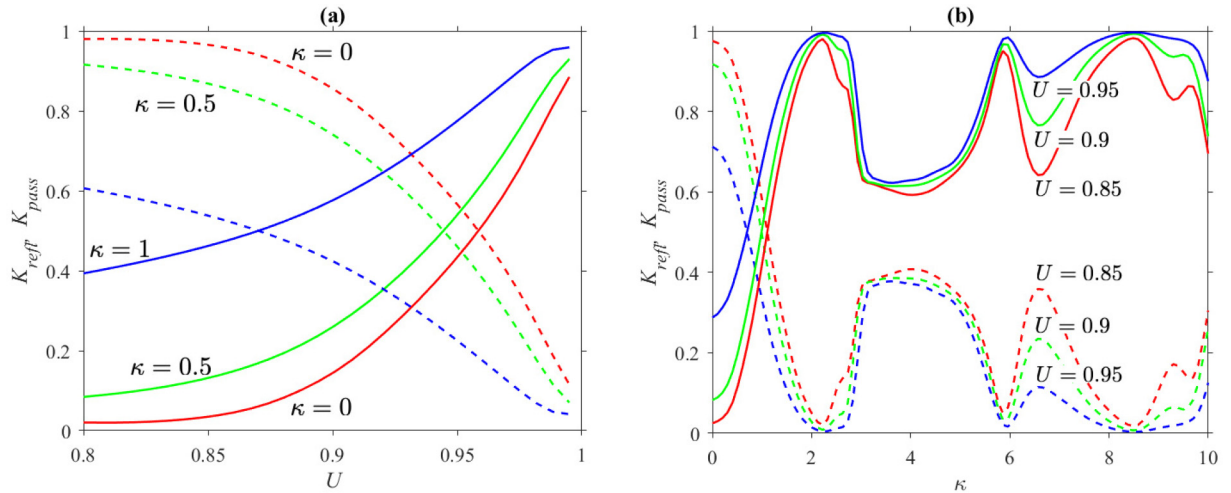 (a)
1
0.8
0.6
0.4
0.2
0
0.8
0.85
0.9
0.95
1
U
K_refl, K_pass
κ = 0
κ = 0.5
κ = 1
κ = 0.5
κ = 0
(b)
1
0.8
0.6
0.4
0.2
0
0
2
4
6
8
10
κ
K_refl, K_pass
U = 0.95
U = 0.9
U = 0.85
U = 0.85
U = 0.9
U = 0.95